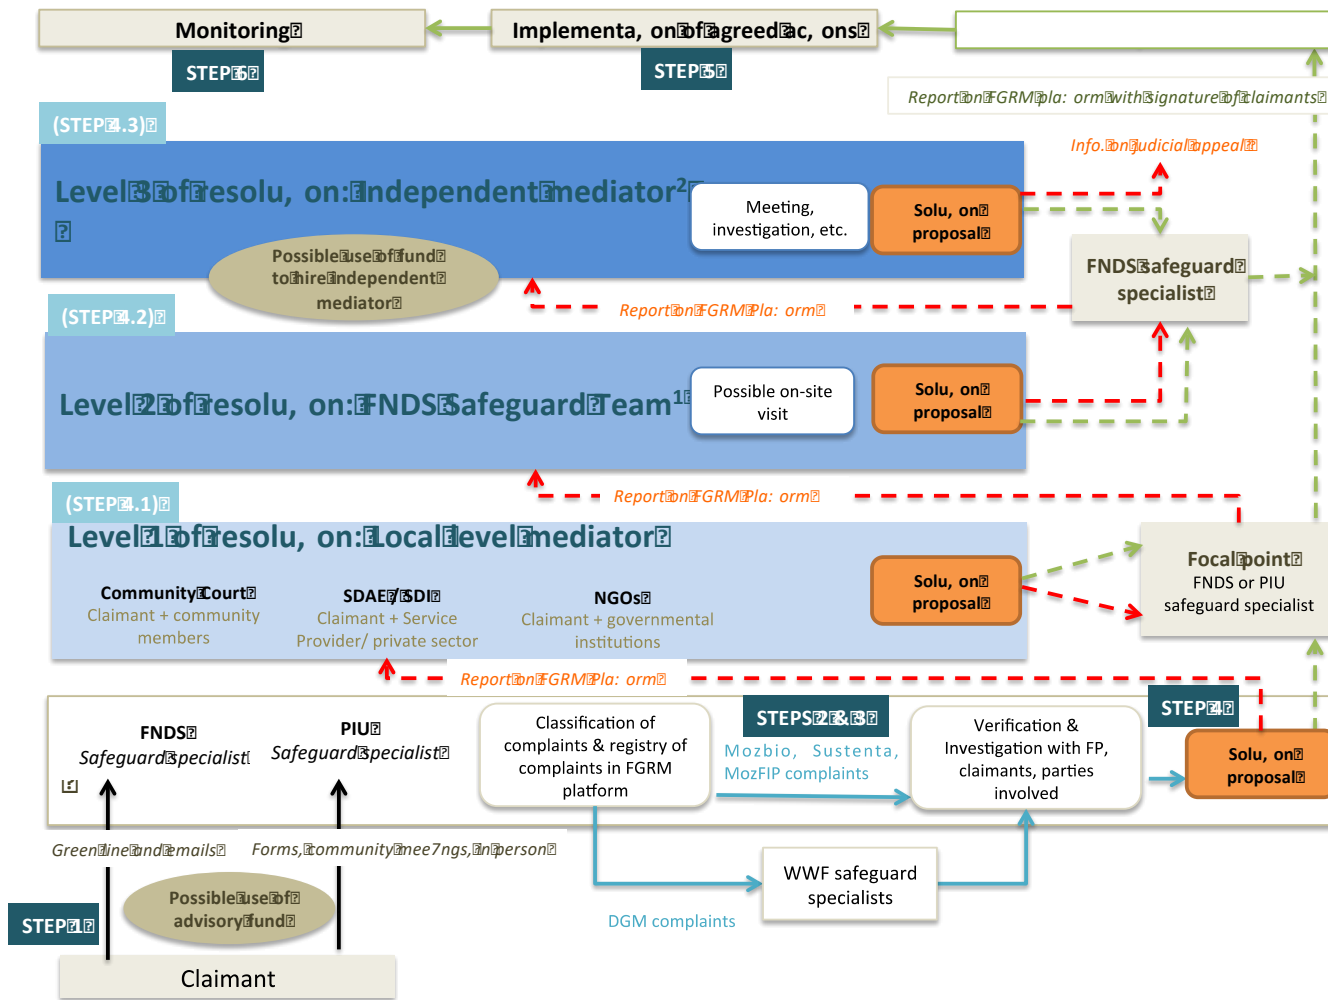 Monitoring
Implementa, on of agreed ac, ons
STEP 6
STEP 5
Report on FGRM pla: orm with signature of claimants
(STEP 4.3)
Info. on judicial appeal
Level 3 of resolu, on: Independent mediator2
Meeting,
investigation, etc.
Solu, on
proposal
Possible use of fund
to hire independent
mediator
FNDS safeguard
specialist
Report on FGRM Pla: orm
(STEP 4.2)
Level 2 of resolu, on: FNDS Safeguard Team1
Possible on-site
visit
Solu, on
proposal
Report on FGRM Pla: orm
(STEP 4.1)
Level 1 of resolu, on: Local level mediator
Community Court
Claimant + community
members
SDAE / SDI
Claimant + Service
Provider/ private sector
NGOs
Claimant + governmental
institutions
Solu, on
proposal
Focal point
FNDS or PIU
safeguard specialist
Report on FGRM Pla: orm
FNDS
Safeguard specialist
PIU
Safeguard specialist
Classification of
complaints & registry of
complaints in FGRM
platform
STEPS 2 & 3
Mozbio, Sustenta,
MozFIP complaints
Verification &
Investigation with FP,
claimants, parties
involved
STEP 4
Solu, on
proposal
Green line and emails
Forms, community mee7ngs, in person
Possible use of
advisory fund
STEP 1
WWF safeguard
specialists
DGM complaints
Claimant